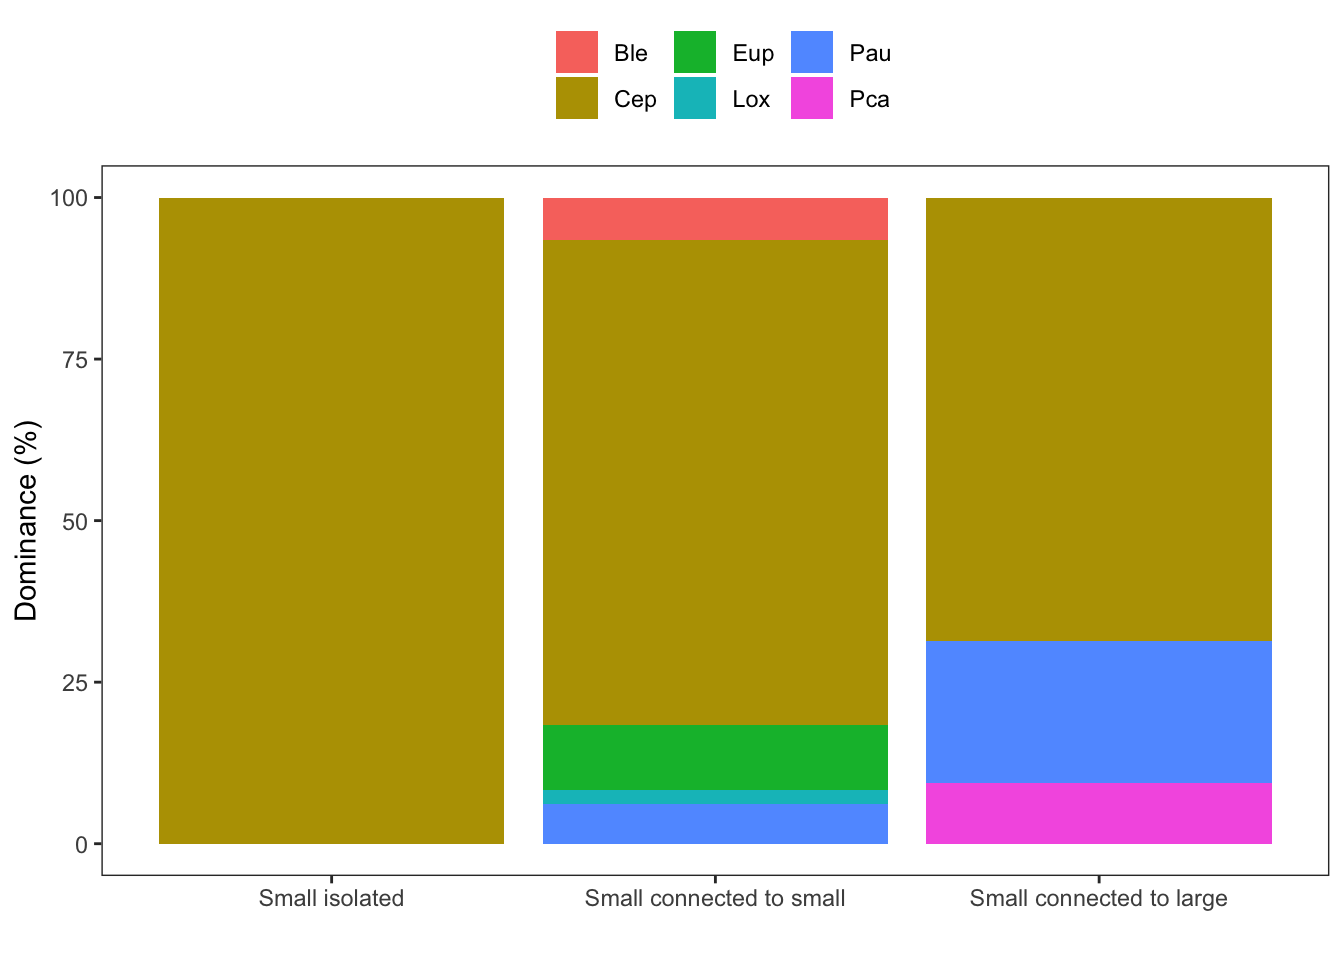 Ble Eup Pau
Cep Lox Pca
Dominance (%)
100
75
50
25
0
Small isolated
Small connected to small
Small connected to large